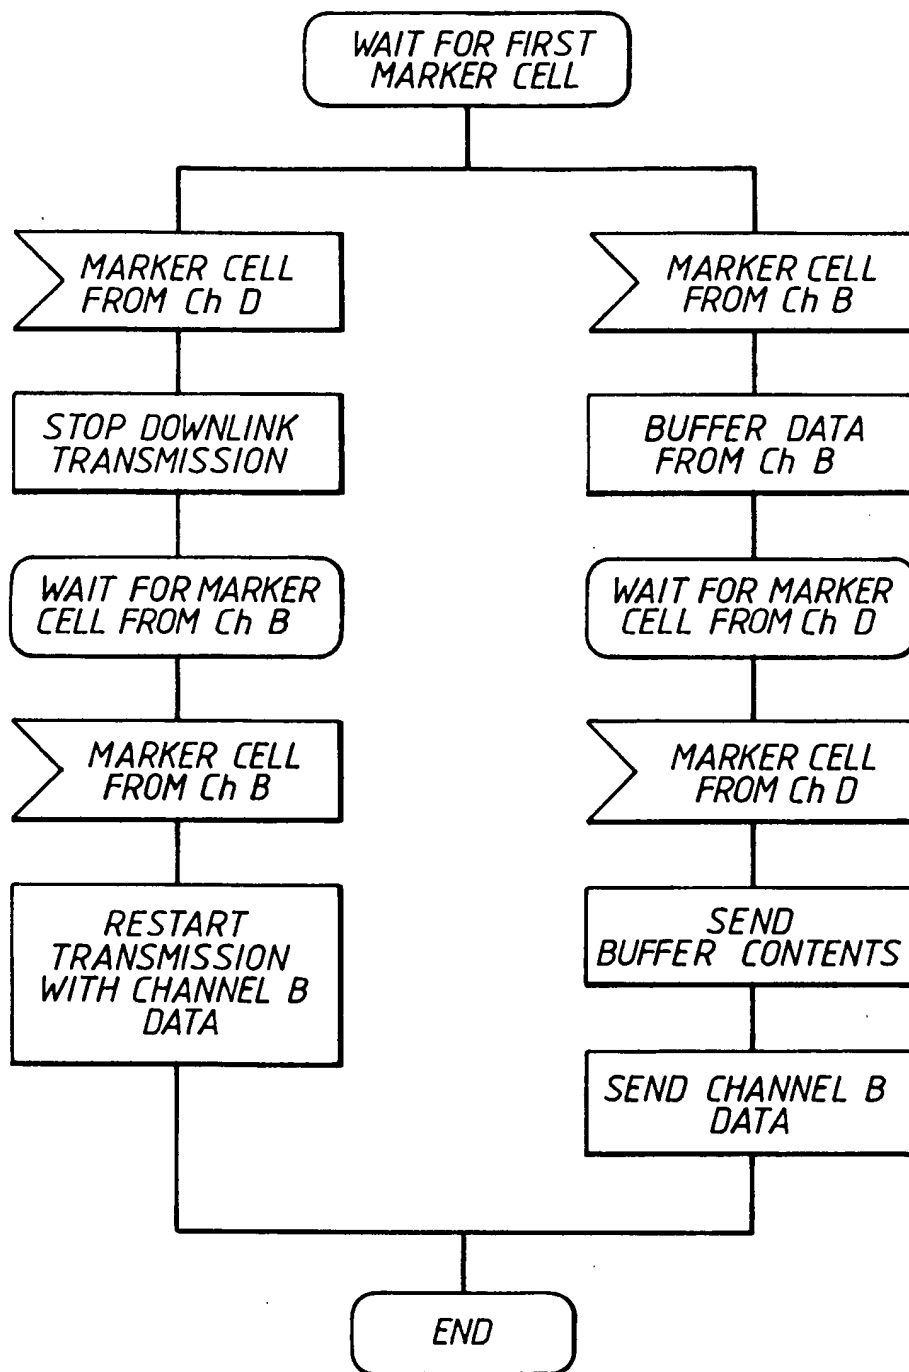 WAIT FOR FIRST
MARKER CELL
MARKER CELL
FROM Ch D
STOP DOWNLINK
TRANSMISSION
WAIT FOR MARKER
CELL FROM Ch B
MARKER CELL
FROM Ch B
RESTART
TRANSMISSION
WITH CHANNEL B
DATA
MARKER CELL
FROM Ch B
BUFFER DATA
FROM Ch B
WAIT FOR MARKER
CELL FROM Ch D
MARKER CELL
FROM Ch D
SEND
BUFFER CONTENTS
SEND CHANNEL B
DATA
END